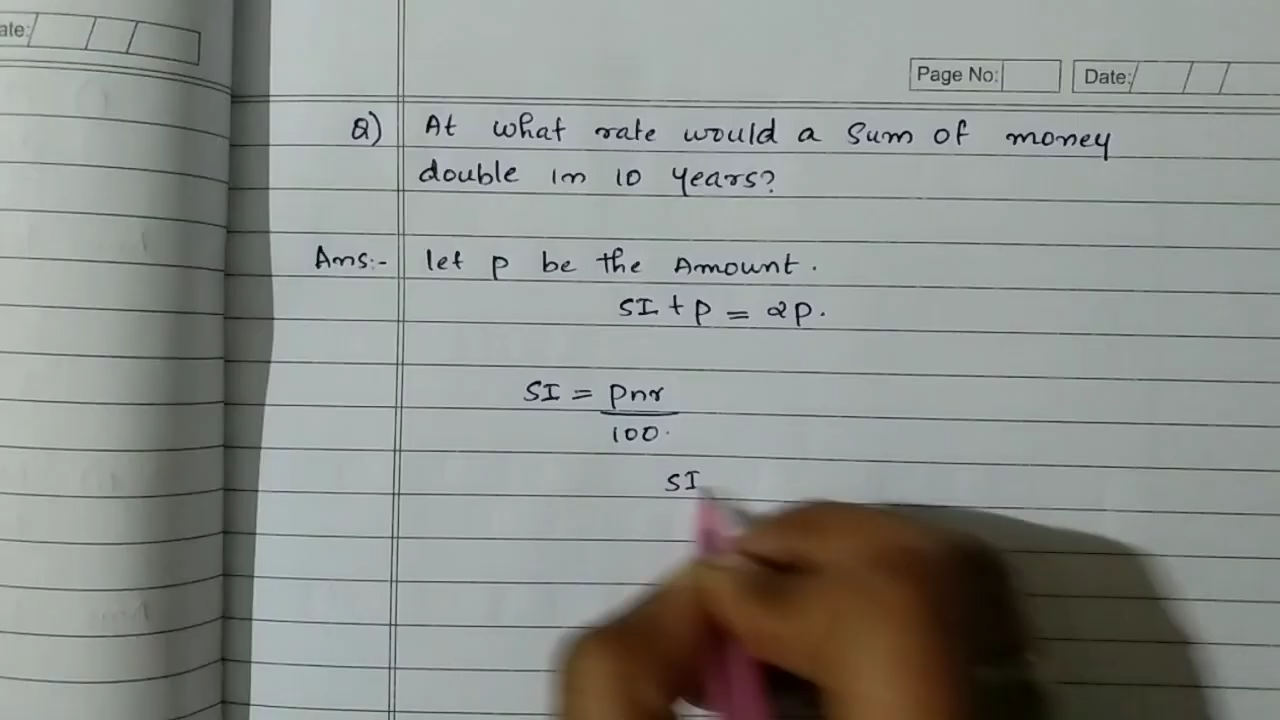 ate:
Page No: Date:
Q) At what rate would a sum of money
double in 10 years?
Ans:- let p be the Amount.
SI + p = 2p.
SI = pnr
100.
SI